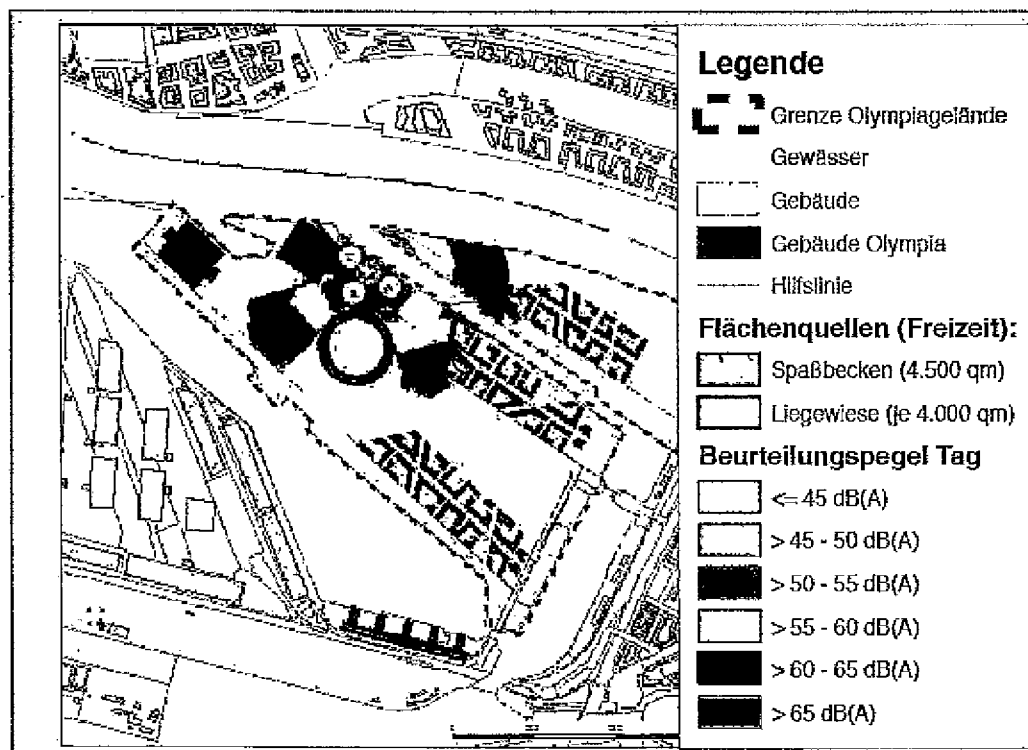 Legende
Grenze Olympiagelände
Gewässer
Gebäude
Gebäude Olympia
Hilfslinie
Flächenquellen (Freizeit):
Spaßbecken (4.500 qm)
Liegewiese (je 4.000 qm)
Beurteilungspegel Tag
<= 45 dB(A)
> 45 - 50 dB(A)
> 50 - 55 dB(A)
> 55 - 60 dB(A)
> 60 - 65 dB(A)
> 65 dB(A)